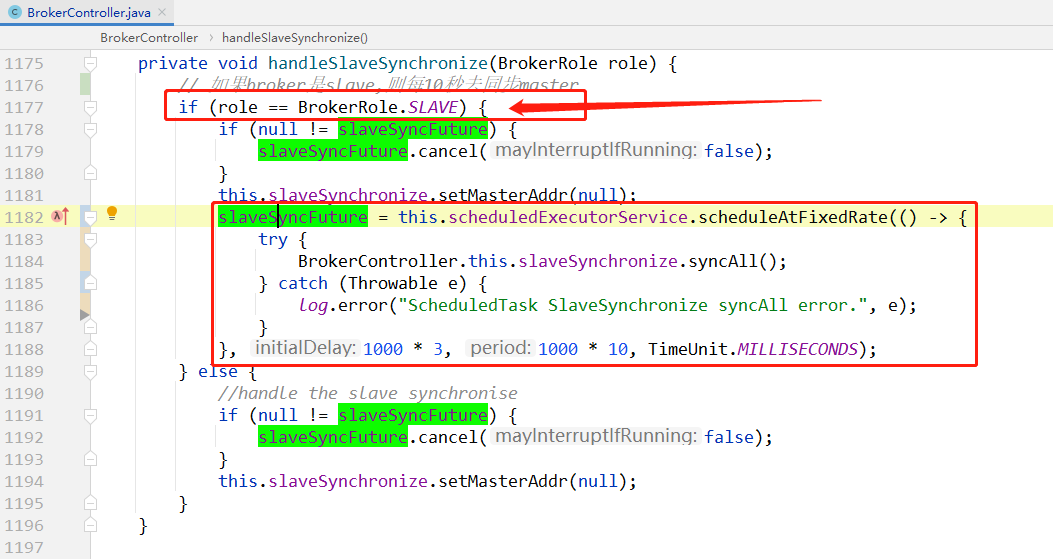 BrokerController.java
BrokerController > handleSlaveSynchronize()
1175 private void handleSlaveSynchronize(BrokerRole role) {
1176 // 如果broker是slave,则每10秒去同步master
1177 if (role == BrokerRole.SLAVE) {
1178 if (null != slaveSyncFuture) {
1179 slaveSyncFuture.cancel( mayInterruptIfRunning: false);
1180 }
1181 this.slaveSynchronize.setMasterAddr(null);
1182 slaveSyncFuture = this.scheduledExecutorService.scheduleAtFixedRate(() -> {
1183 try {
1184 BrokerController.this.slaveSynchronize.syncAll();
1185 } catch (Throwable e) {
1186 log.error("ScheduledTask SlaveSynchronize syncAll error.", e);
1187 }
1188 }, initialDelay: 1000 * 3, period: 1000 * 10, TimeUnit.MILLISECONDS);
1189 } else {
1190 //handle the slave synchronise
1191 if (null != slaveSyncFuture) {
1192 slaveSyncFuture.cancel( mayInterruptIfRunning: false);
1193 }
1194 this.slaveSynchronize.setMasterAddr(null);
1195 }
1196 }
1197